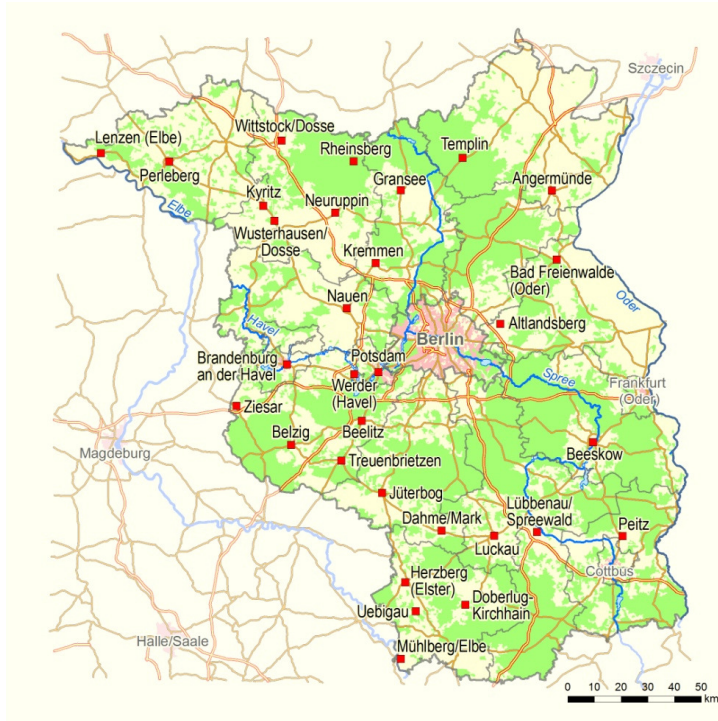 Szczecin
Lenzen (Elbe)
Wittstock/Dosse
Perleberg
Rheinsberg
Templin
Gransee
Angermünde
Kyritz
Neuruppin
Elbe
Wusterhausen/
Dosse
Kremmen
Bad Freienwalde
(Oder)
Nauen
Oder
Havel
Altlandsberg
Berlin
Brandenburg
an der Havel
Potsdam
Werder
(Havel)
Spree
Frankfurt
(Oder)
Ziesar
Beelitz
Belzig
Magdeburg
Beeskow
Treuenbrietzen
Jüterbog
Lübbenau/
Spreewald
Dahme/Mark
Peitz
Luckau
Cottbus
Herzberg
(Elster)
Doberlug-
Kirchhain
Uebigau
Halle/Saale
Mühlberg/Elbe
0 10 20 30 40 50
km